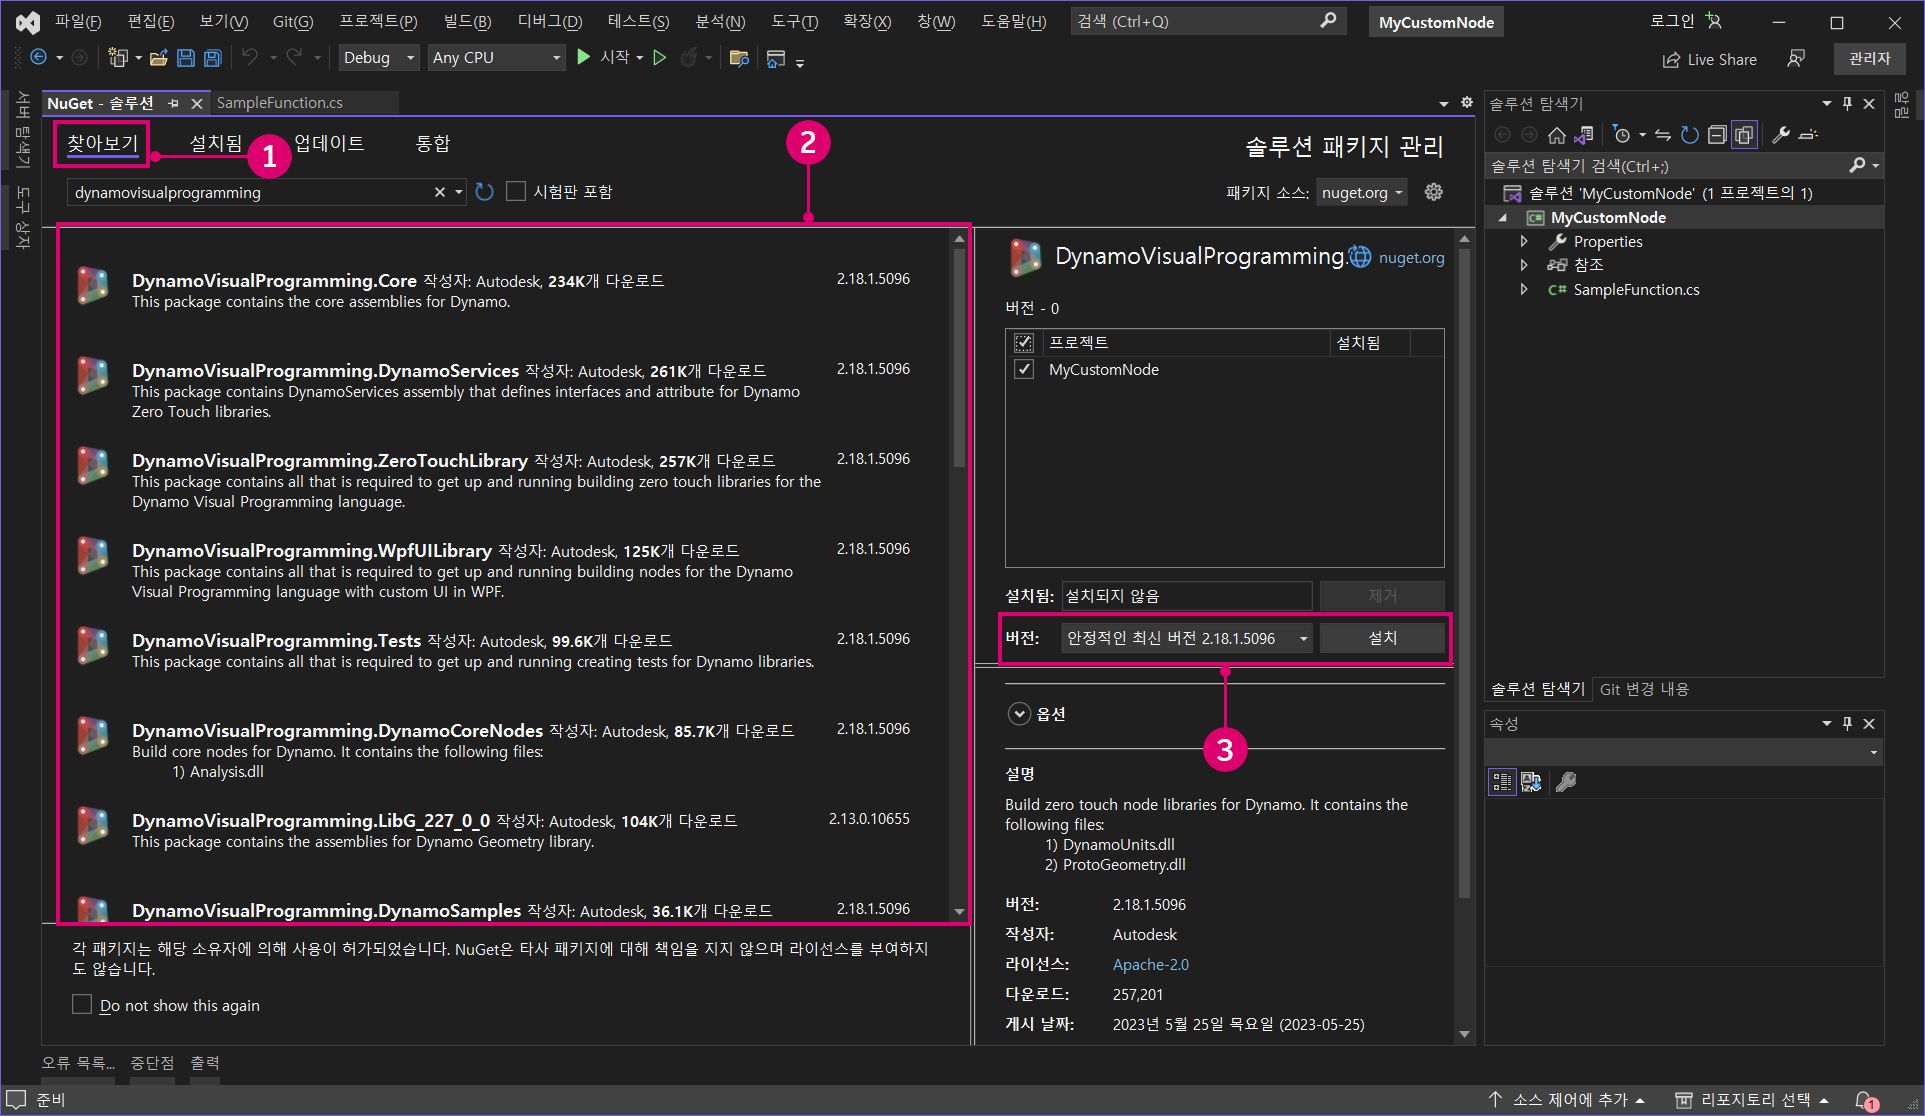 파일(F) 편집(E) 보기(V) Git(G) 프로젝트(P) 빌드(B) 디버그(D) 테스트(S) 분석(N) 도구(T) 확장(X) 창(W) 도움말(H) 검색 (Ctrl+Q) MyCustomNode 로그인
Debug Any CPU 시작 Live Share 관리자
서버 탐색기
도구 상자
NuGet - 솔루션 SampleFunction.cs
찾아보기 설치됨 업데이트 통합
1
2
솔루션 패키지 관리
dynamovisualprogramming 시험판 포함
패키지 소스: nuget.org
DynamoVisualProgramming.Core 작성자: Autodesk, 234K개 다운로드 2.18.1.5096
This package contains the core assemblies for Dynamo.
DynamoVisualProgramming.DynamoServices 작성자: Autodesk, 261K개 다운로드 2.18.1.5096
This package contains DynamoServices assembly that defines interfaces and attribute for Dynamo
Zero Touch libraries.
DynamoVisualProgramming.ZeroTouchLibrary 작성자: Autodesk, 257K개 다운로드 2.18.1.5096
This package contains all that is required to get up and running building zero touch libraries for the
Dynamo Visual Programming language.
DynamoVisualProgramming.WpfUILibrary 작성자: Autodesk, 125K개 다운로드 2.18.1.5096
This package contains all that is required to get up and running building nodes for the Dynamo
Visual Programming language with custom UI in WPF.
DynamoVisualProgramming.Tests 작성자: Autodesk, 99.6K개 다운로드 2.18.1.5096
This package contains all that is required to get up and running creating tests for Dynamo libraries.
DynamoVisualProgramming.DynamoCoreNodes 작성자: Autodesk, 85.7K개 다운로드 2.18.1.5096
Build core nodes for Dynamo. It contains the following files:
1) Analysis.dll
DynamoVisualProgramming.LibG_227_0_0 작성자: Autodesk, 104K개 다운로드 2.13.0.10655
This package contains the assemblies for Dynamo Geometry library.
DynamoVisualProgramming.DynamoSamples 작성자: Autodesk, 36.1K개 다운로드 2.18.1.5096
각 패키지는 해당 소유자에 의해 사용이 허가되었습니다. NuGet은 타사 패키지에 대해 책임을 지지 않으며 라이선스를 부여하지
도 않습니다.
Do not show this again
DynamoVisualProgramming. nuget.org
버전 - 0
프로젝트 설치됨
MyCustomNode
설치됨: 설치되지 않음 제거
버전: 안정적인 최신 버전 2.18.1.5096 설치
3
옵션
설명
Build zero touch node libraries for Dynamo. It contains the
following files:
1) DynamoUnits.dll
2) ProtoGeometry.dll
버전: 2.18.1.5096
작성자: Autodesk
라이선스: Apache-2.0
다운로드: 257,201
게시 날짜: 2023년 5월 25일 목요일 (2023-05-25)
솔루션 탐색기
솔루션 탐색기 검색(Ctrl+;)
솔루션 'MyCustomNode' (1 프로젝트의 1)
C# MyCustomNode
Properties
참조
C# SampleFunction.cs
솔루션 탐색기 Git 변경 내용
속성
알림
오류 목록... 중단점 출력
준비 소스 제어에 추가 리포지토리 선택 1